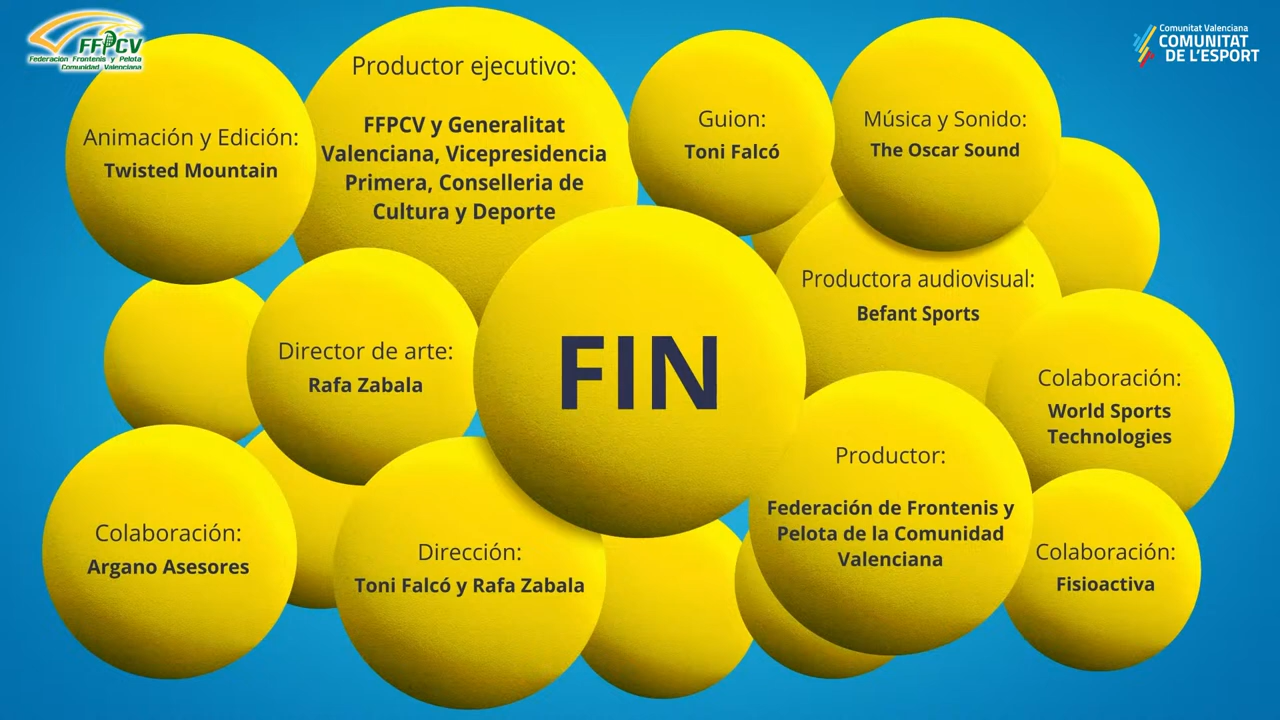 FFPCV
Federación Frontenis y Pelota
Comunidad Valenciana
Comunitat Valenciana
COMUNITAT
DE L'ESPORT
Animación y Edición:
Twisted Mountain
Productor ejecutivo:
FFPCV y Generalitat
Valenciana, Vicepresidencia
Primera, Conselleria de
Cultura y Deporte
Guion:
Toni Falcó
Música y Sonido:
The Oscar Sound
Director de arte:
Rafa Zabala
FIN
Productora audiovisual:
Befant Sports
Colaboración:
World Sports
Technologies
Colaboración:
Argano Asesores
Dirección:
Toni Falcó y Rafa Zabala
Productor:
Federación de Frontenis y
Pelota de la Comunidad
Valenciana
Colaboración:
Fisioactiva